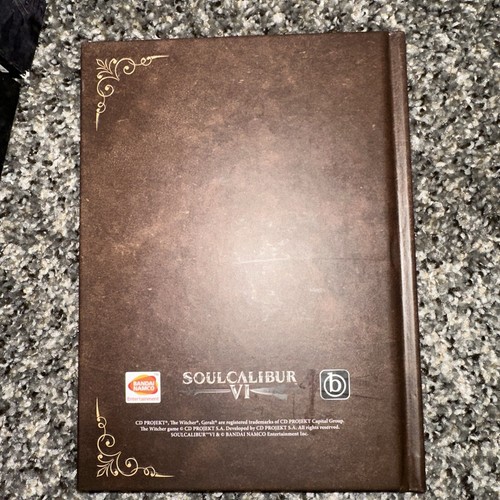 BANDAI
NAMCO
Entertainment
SOULCALIBUR
VI
b
CD PROJEKT®, The Witcher®, Geralt® are registered trademarks of CD PROJEKT Capital Group.
The Witcher game © CD PROJEKT S.A. Developed by CD PROJEKT S.A. All rights reserved.
SOULCALIBUR™VI & © BANDAI NAMCO Entertainment Inc.